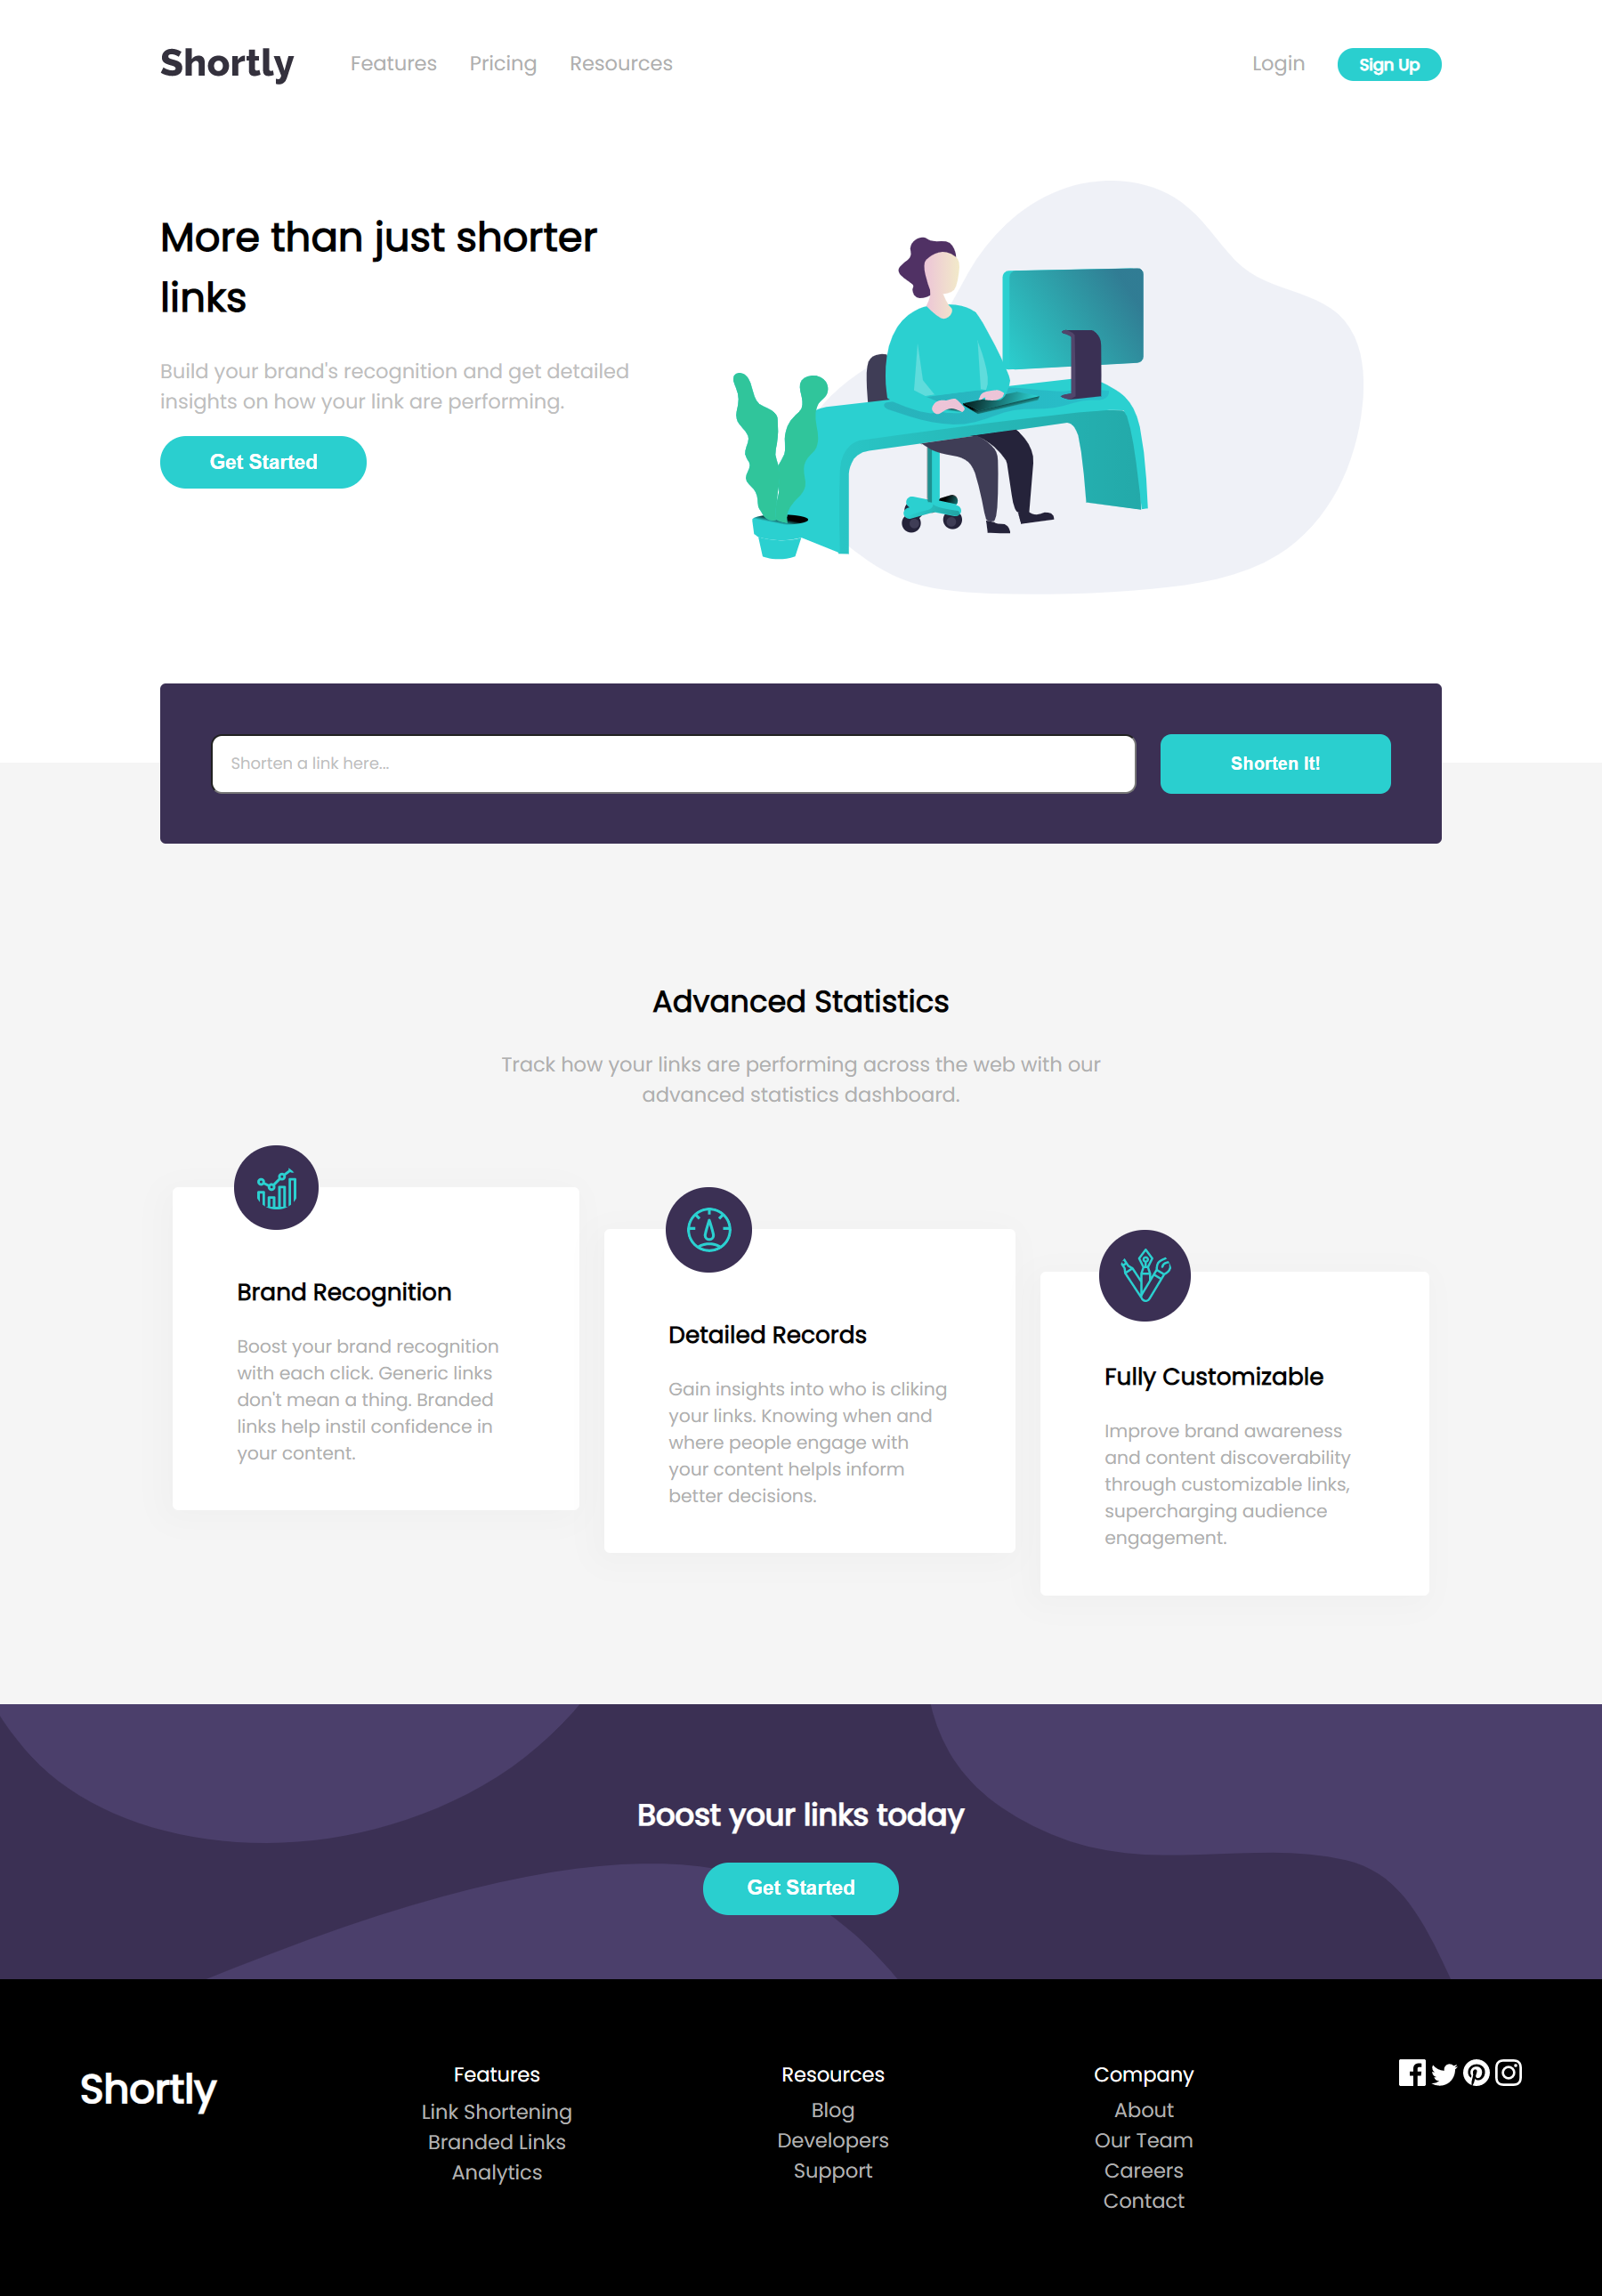 Shortly
Features
Pricing
Resources
Login
Sign Up
More than just shorter
links
Build your brand's recognition and get detailed
insights on how your link are performing.
Get Started
Shorten a link here...
Shorten It!
Advanced Statistics
Track how your links are performing across the web with our
advanced statistics dashboard.
Brand Recognition
Boost your brand recognition
with each click. Generic links
don't mean a thing. Branded
links help instil confidence in
your content.
Detailed Records
Gain insights into who is cliking
your links. Knowing when and
where people engage with
your content helpls inform
better decisions.
Fully Customizable
Improve brand awareness
and content discoverability
through customizable links,
supercharging audience
engagement.
Boost your links today
Get Started
Shortly
Features
Link Shortening
Branded Links
Analytics
Resources
Blog
Developers
Support
Company
About
Our Team
Careers
Contact